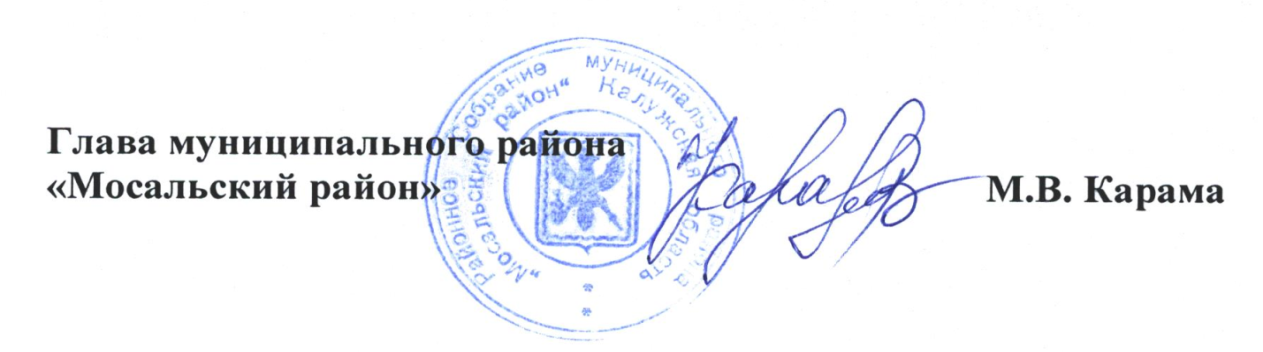 Глава муниципального района
«Мосальский район»
М.В. Карама
Районное Собрание муниципального района
„Мосальский район“ Калужская область